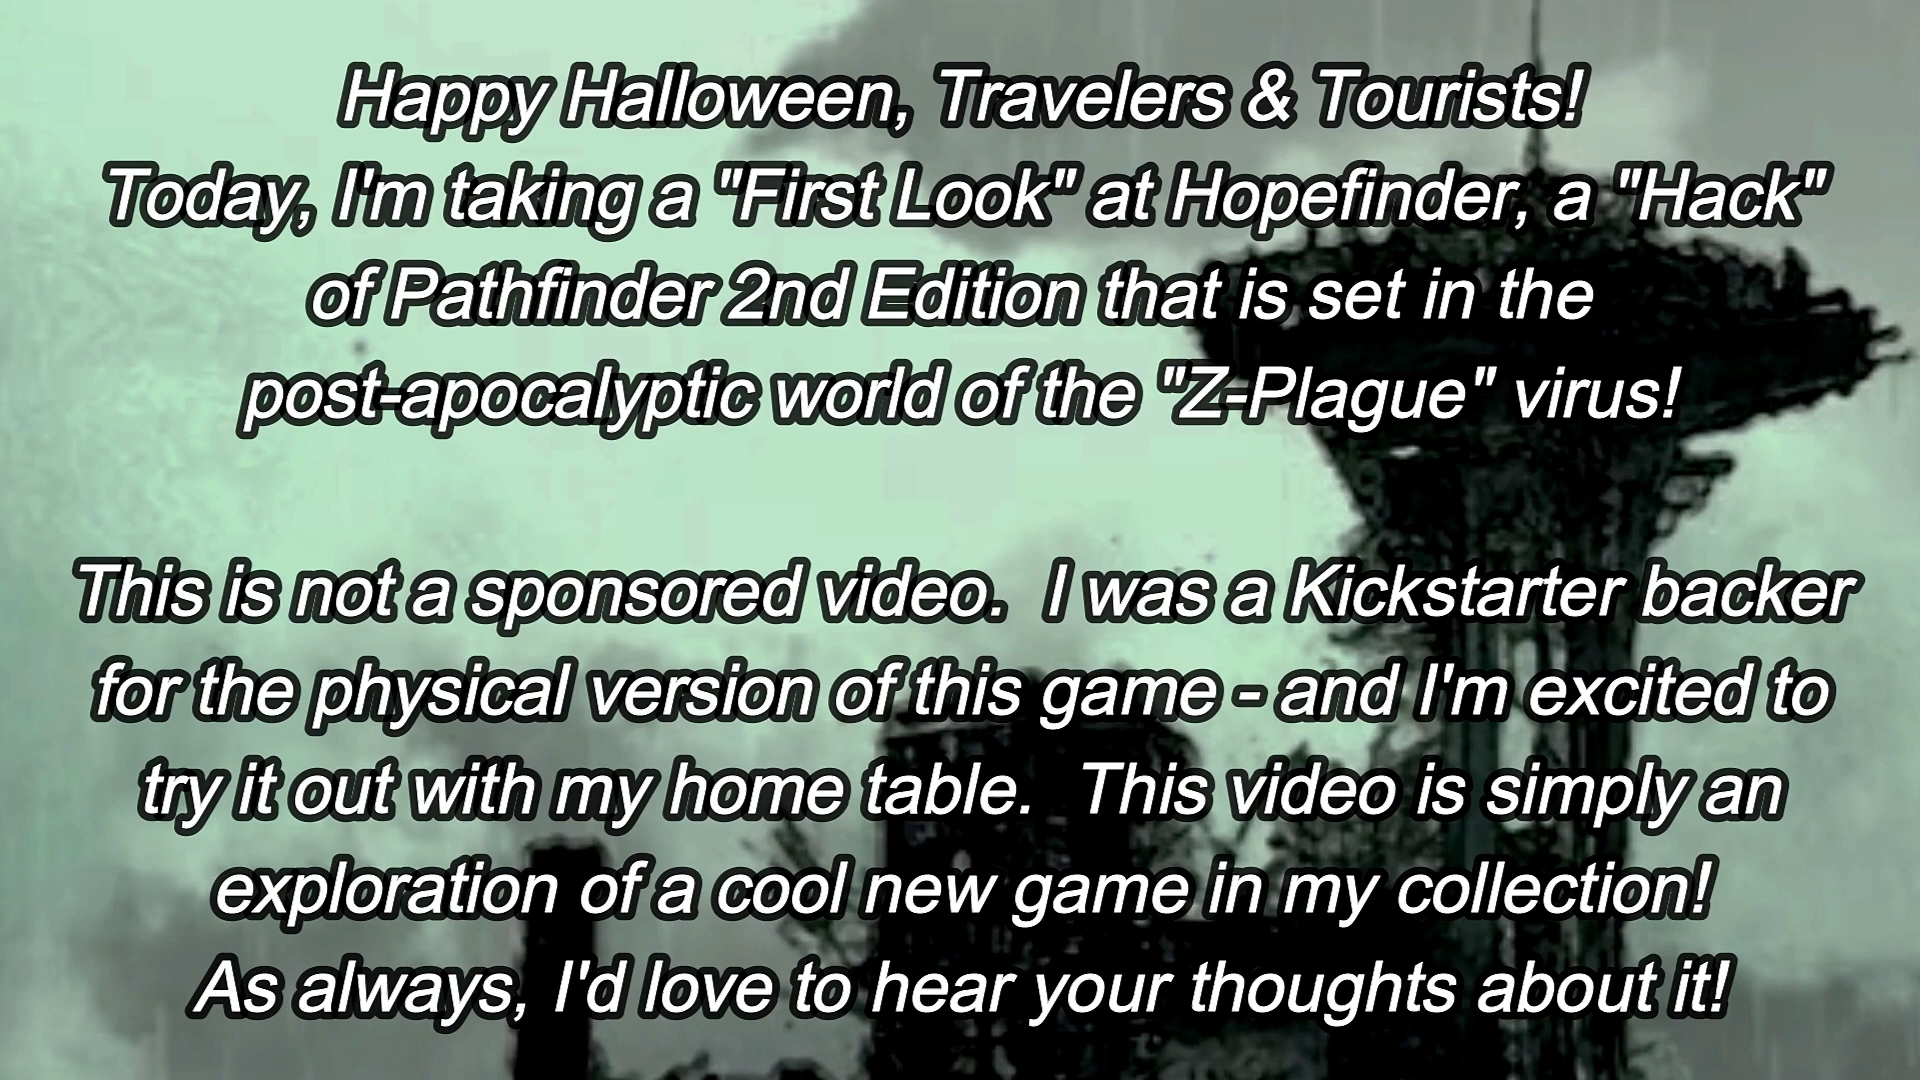 Happy Halloween, Travelers & Tourists!
Today, I'm taking a "First Look" at Hopefinder, a "Hack"
of Pathfinder 2nd Edition that is set in the
post-apocalyptic world of the "Z-Plague" virus!
This is not a sponsored video.  I was a Kickstarter backer
for the physical version of this game - and I'm excited to
try it out with my home table.  This video is simply an
exploration of a cool new game in my collection!
As always, I'd love to hear your thoughts about it!